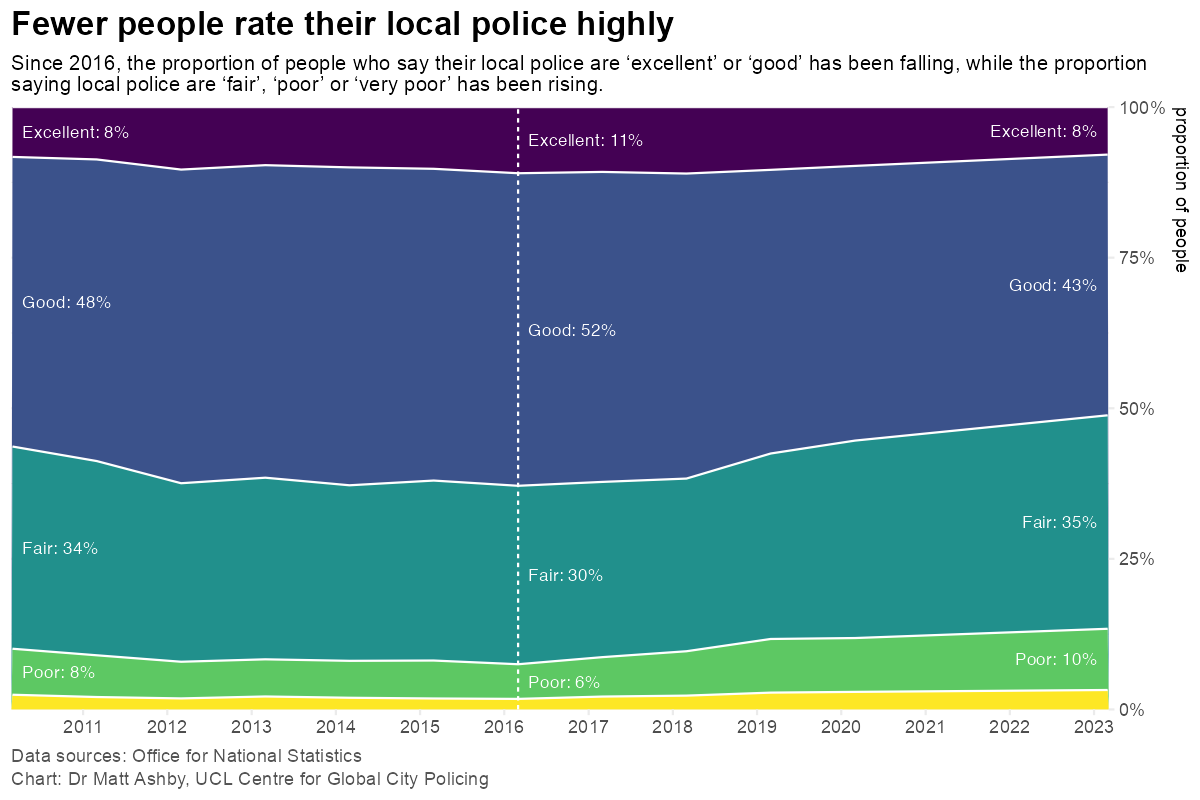 Fewer people rate their local police highly
Since 2016, the proportion of people who say their local police are ‘excellent’ or ‘good’ has been falling, while the proportion
saying local police are ‘fair’, ‘poor’ or ‘very poor’ has been rising.
Excellent: 8%
Excellent: 11%
Excellent: 8%
Good: 48%
Good: 52%
Good: 43%
Fair: 34%
Fair: 30%
Fair: 35%
Poor: 8%
Poor: 6%
Poor: 10%
100%
75%
50%
25%
0%
proportion of people
2011 2012 2013 2014 2015 2016 2017 2018 2019 2020 2021 2022 2023
Data sources: Office for National Statistics
Chart: Dr Matt Ashby, UCL Centre for Global City Policing